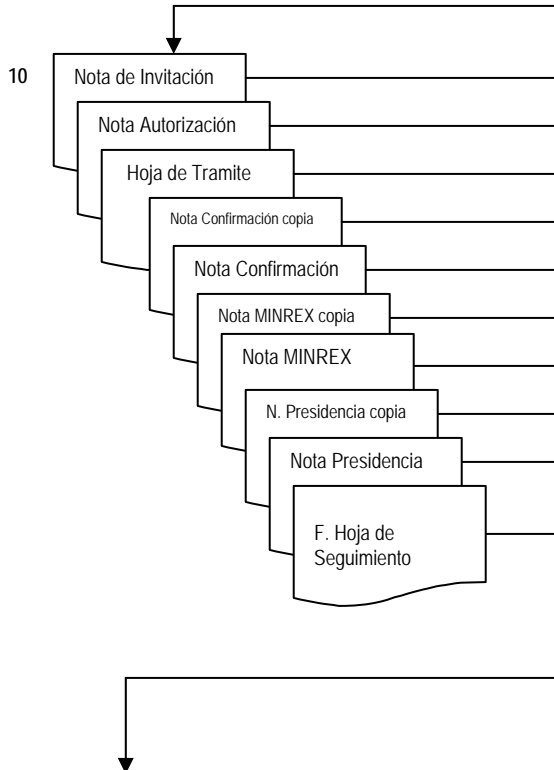 10
Nota de Invitación
Nota Autorización
Hoja de Tramite
Nota Confirmación copia
Nota Confirmación
Nota MINREX copia
Nota MINREX
N. Presidencia copia
Nota Presidencia
F. Hoja de
Seguimiento